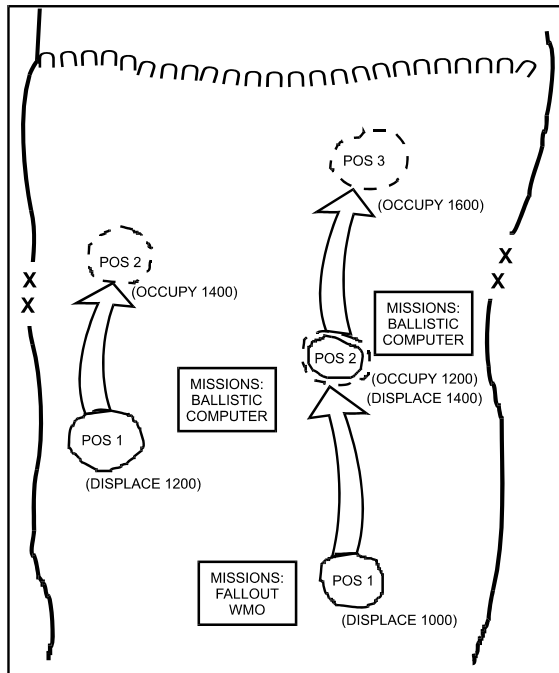 POS 3
(OCCUPY 1600)
POS 2
(OCCUPY 1400)
X
X
X
X
MISSIONS:
BALLISTIC
COMPUTER
POS 2
(OCCUPY 1200)
(DISPLACE 1400)
MISSIONS:
BALLISTIC
COMPUTER
POS 1
(DISPLACE 1200)
MISSIONS:
FALLOUT
WMO
POS 1
(DISPLACE 1000)